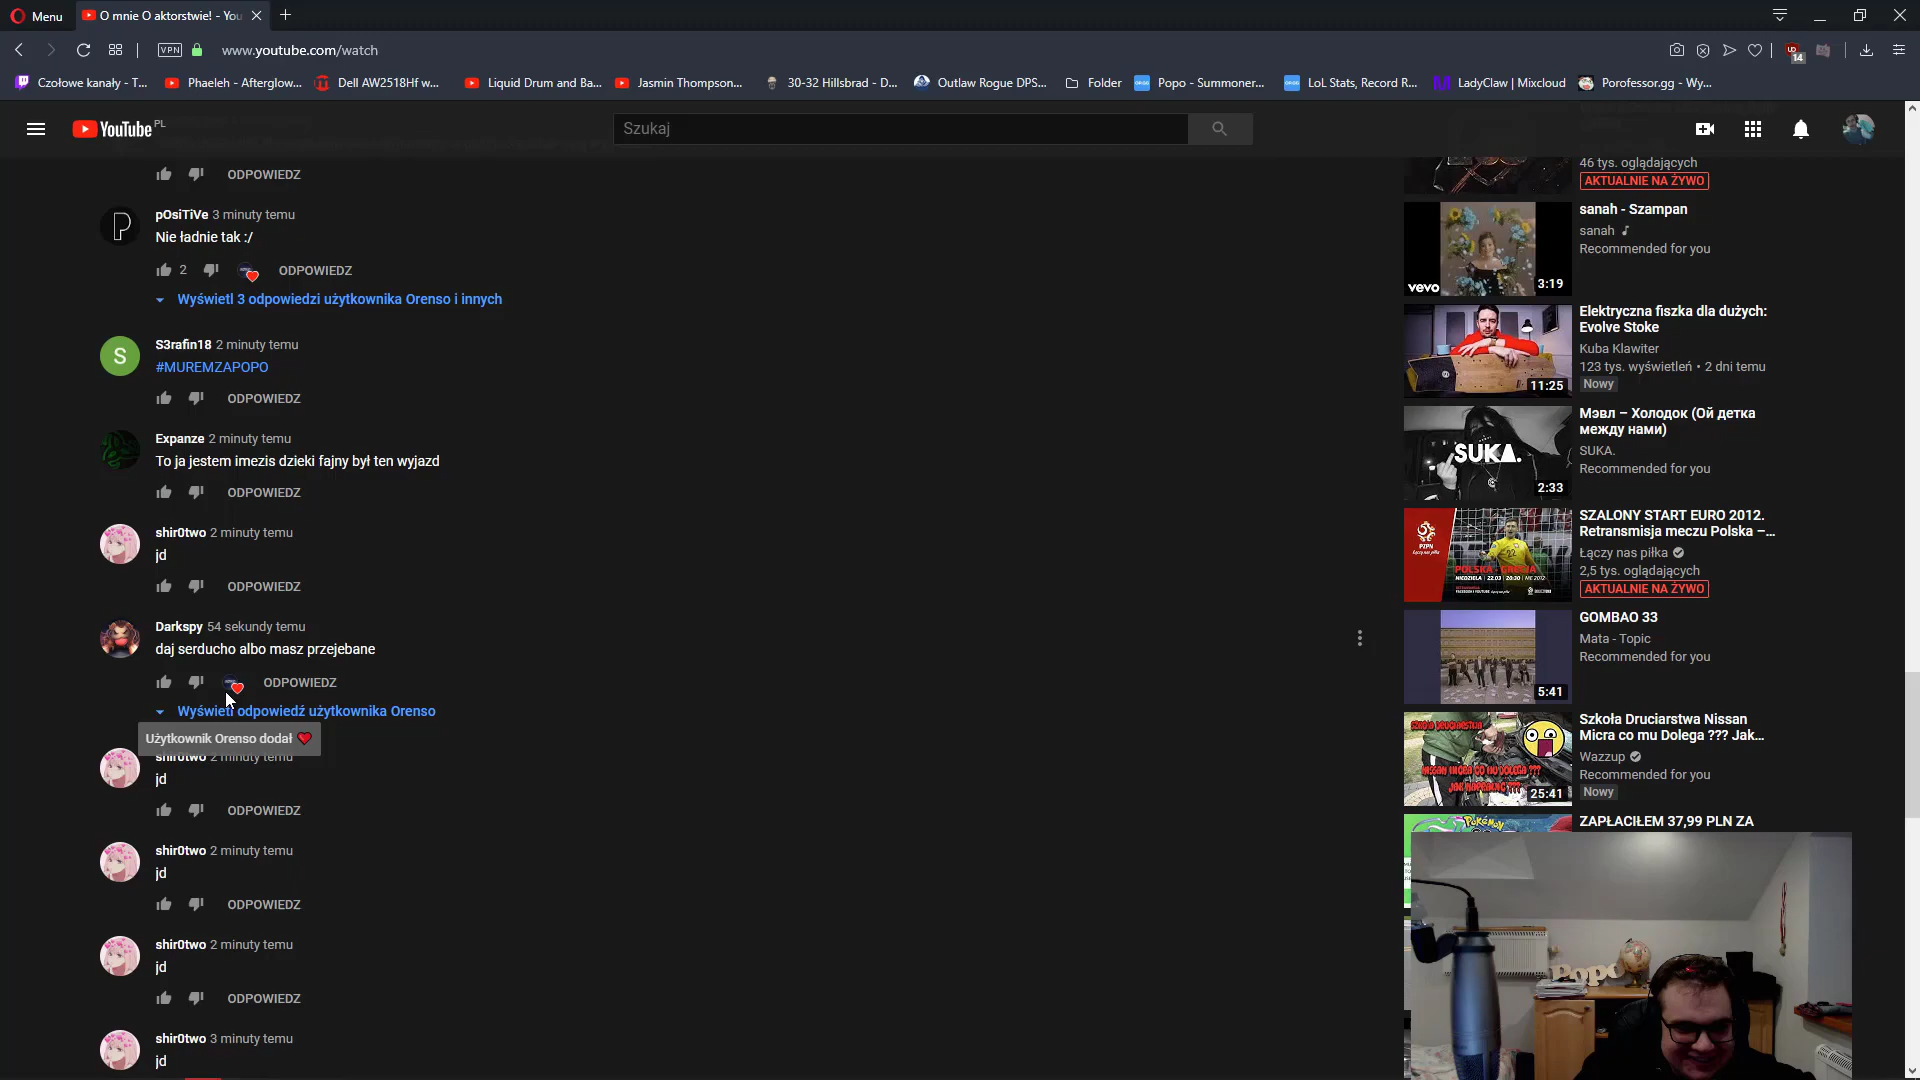 Menu
O mnie O aktorstwie! - You
VPN
www.youtube.com/watch
14
Czołowe kanały - T...
Phaeleh - Afterglow...
Dell AW2518Hf w...
Liquid Drum and Ba...
Jasmin Thompson...
30-32 Hillsbrad - D...
Outlaw Rogue DPS...
Folder
Popo - Summoner...
LoL Stats, Record R...
LadyClaw | Mixcloud
Porofessor.gg - Wy...
YouTube PL
Szukaj
ODPOWIEDZ
pOsiTiVe 3 minuty temu
Nie ładnie tak :/
2 ODPOWIEDZ
Wyświetl 3 odpowiedzi użytkownika Orenso i innych
S
S3rafin18 2 minuty temu
#MUREMZAPOPO
ODPOWIEDZ
Expanze 2 minuty temu
To ja jestem imezis dzieki fajny był ten wyjazd
ODPOWIEDZ
shir0two 2 minuty temu
jd
ODPOWIEDZ
Darkspy 54 sekundy temu
daj serducho albo masz przejebane
ODPOWIEDZ
Wyświetl odpowiedź użytkownika Orenso
Użytkownik Orenso dodał
shir0two 2 minuty temu
jd
ODPOWIEDZ
shir0two 2 minuty temu
jd
ODPOWIEDZ
shir0two 2 minuty temu
jd
ODPOWIEDZ
shir0two 3 minuty temu
jd
46 tys. oglądających
AKTUALNIE NA ŻYWO
vevo
3:19
sanah - Szampan
sanah
Recommended for you
11:25
Elektryczna fiszka dla dużych:
Evolve Stoke
Kuba Klawiter
123 tys. wyświetleń • 2 dni temu
Nowy
SUKA.
2:33
Мэвл – Холодок (Ой детка
между нами)
SUKA.
Recommended for you
PZPN
POLSKA - GRECJA
SZALONY START EURO 2012.
Retransmisja meczu Polska –...
Łączy nas piłka
2,5 tys. oglądających
AKTUALNIE NA ŻYWO
5:41
GOMBAO 33
Mata - Topic
Recommended for you
25:41
Szkoła Druciarstwa Nissan
Micra co mu Dolega ??? Jak...
Wazzup
Recommended for you
Nowy
Pokémon
ZAPŁACIŁEM 37,99 PLN ZA
Popo